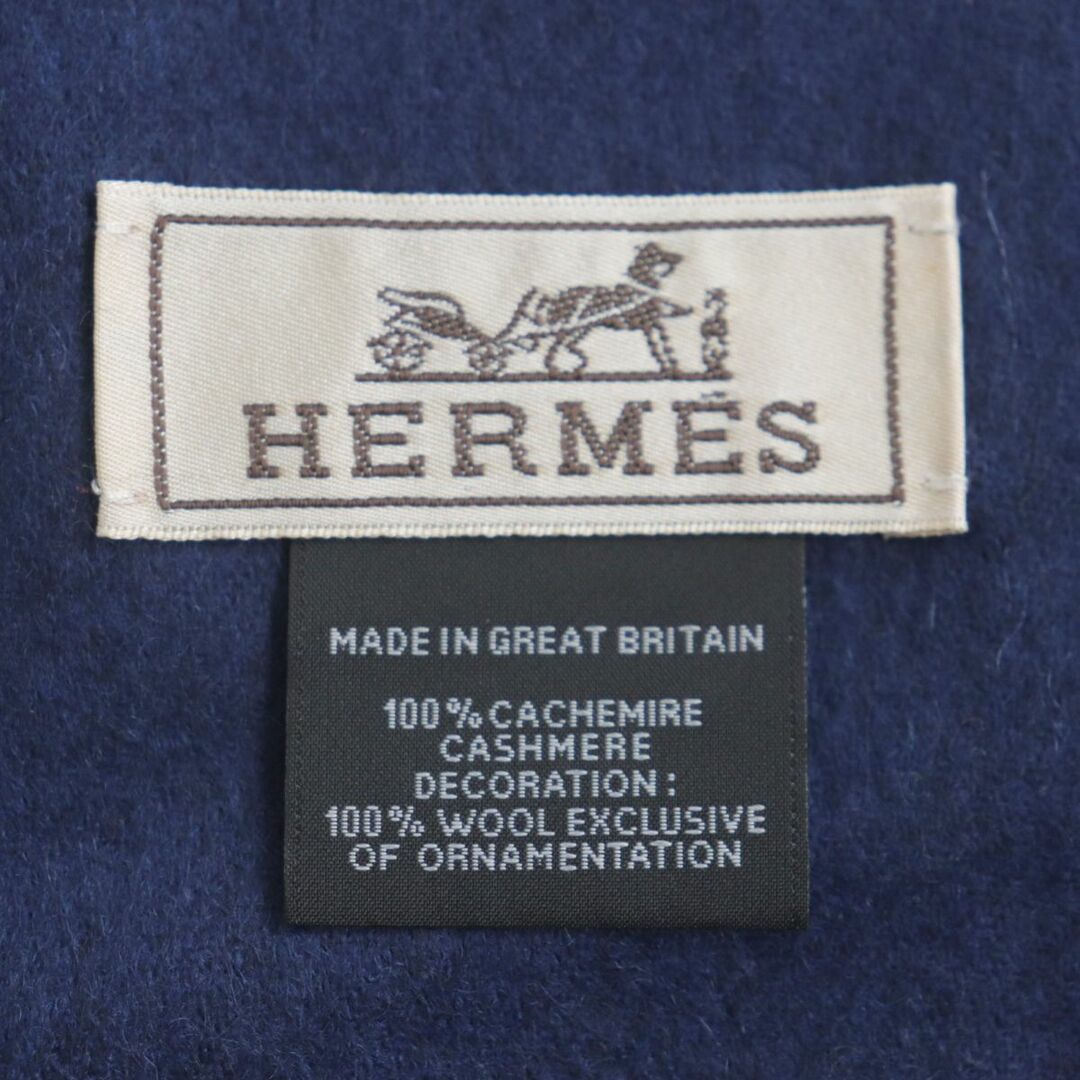 HERMÈS
MADE IN GREAT BRITAIN
100% CACHEMIRE
CASHMERE
DECORATION:
100% WOOL EXCLUSIVE
OF ORNAMENTATION